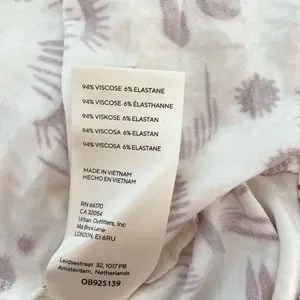 94% VISCOSE 6% ELASTANE
94% VISCOSE 6% ÉLASTHANNE
94% VISKOSE 6% ELASTAN
94% VISCOSA 6% ELASTAN
94% VISCOSA 6% ELASTANE
MADE IN VIETNAM
HECHO EN VIETNAM
RN 66170
CA 32054
Urban Outfitters, Inc.
146 Brick Lane
LONDON, E1 6RU
Leidsestraat 32, 1017 PB
Amsterdam, Netherlands
OB925139